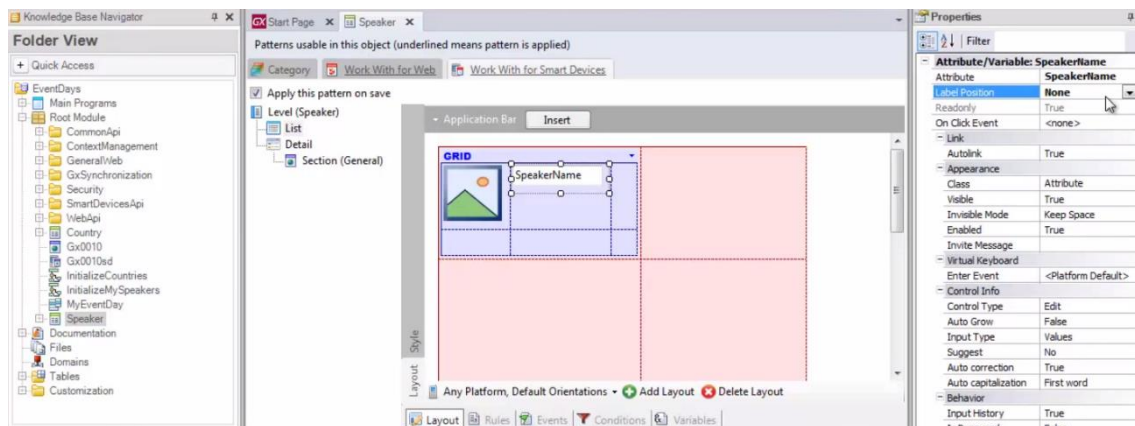 Knowledge Base Navigator
Folder View
+ Quick Access
EventDays
Main Programs
Root Module
CommonApi
ContextManagement
GeneralWeb
GxSynchronization
Security
SmartDevicesApi
WebApi
Country
Gx0010
Gx0010sd
InitializeCountries
InitializeMySpeakers
MyEventDay
Speaker
Documentation
Files
Domains
Tables
Customization
GX Start Page X Speaker X
Patterns usable in this object (underlined means pattern is applied)
Category Work With for Web Work With for Smart Devices
Apply this pattern on save
Level (Speaker)
List
Detail
Section (General)
Application Bar Insert
GRID
SpeakerName
Style
Layout
Any Platform, Default Orientations Add Layout Delete Layout
Layout Rules Events Conditions Variables
Properties
Filter
Attribute/Variable: SpeakerName
Attribute SpeakerName
Label Position None
Readonly True
On Click Event <none>
Link
Autolink True
Appearance
Class Attribute
Visible True
Invisible Mode Keep Space
Enabled True
Invite Message
Virtual Keyboard
Enter Event <Platform Default>
Control Info
Control Type Edit
Auto Grow False
Input Type Values
Suggest No
Auto correction True
Auto capitalization First word
Behavior
Input History True